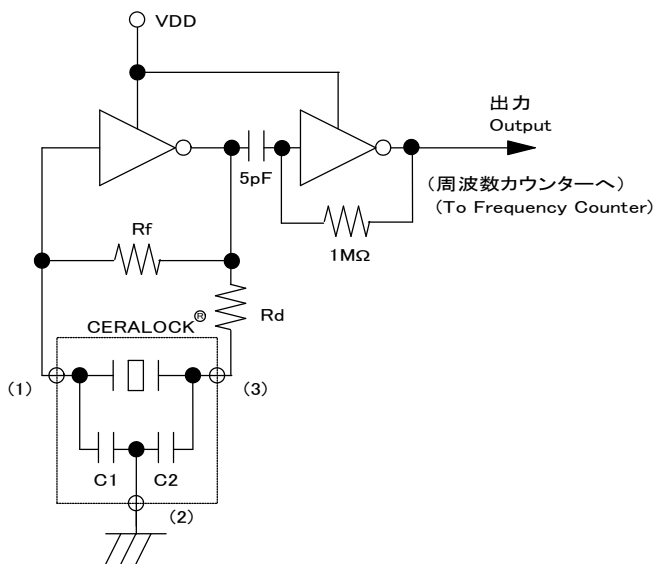 VDD
出力
Output
5pF
(周波数カウンターへ)
(To Frequency Counter)
Rf
1MΩ
CERALOCK®
Rd
(1)
(3)
C1
C2
(2)